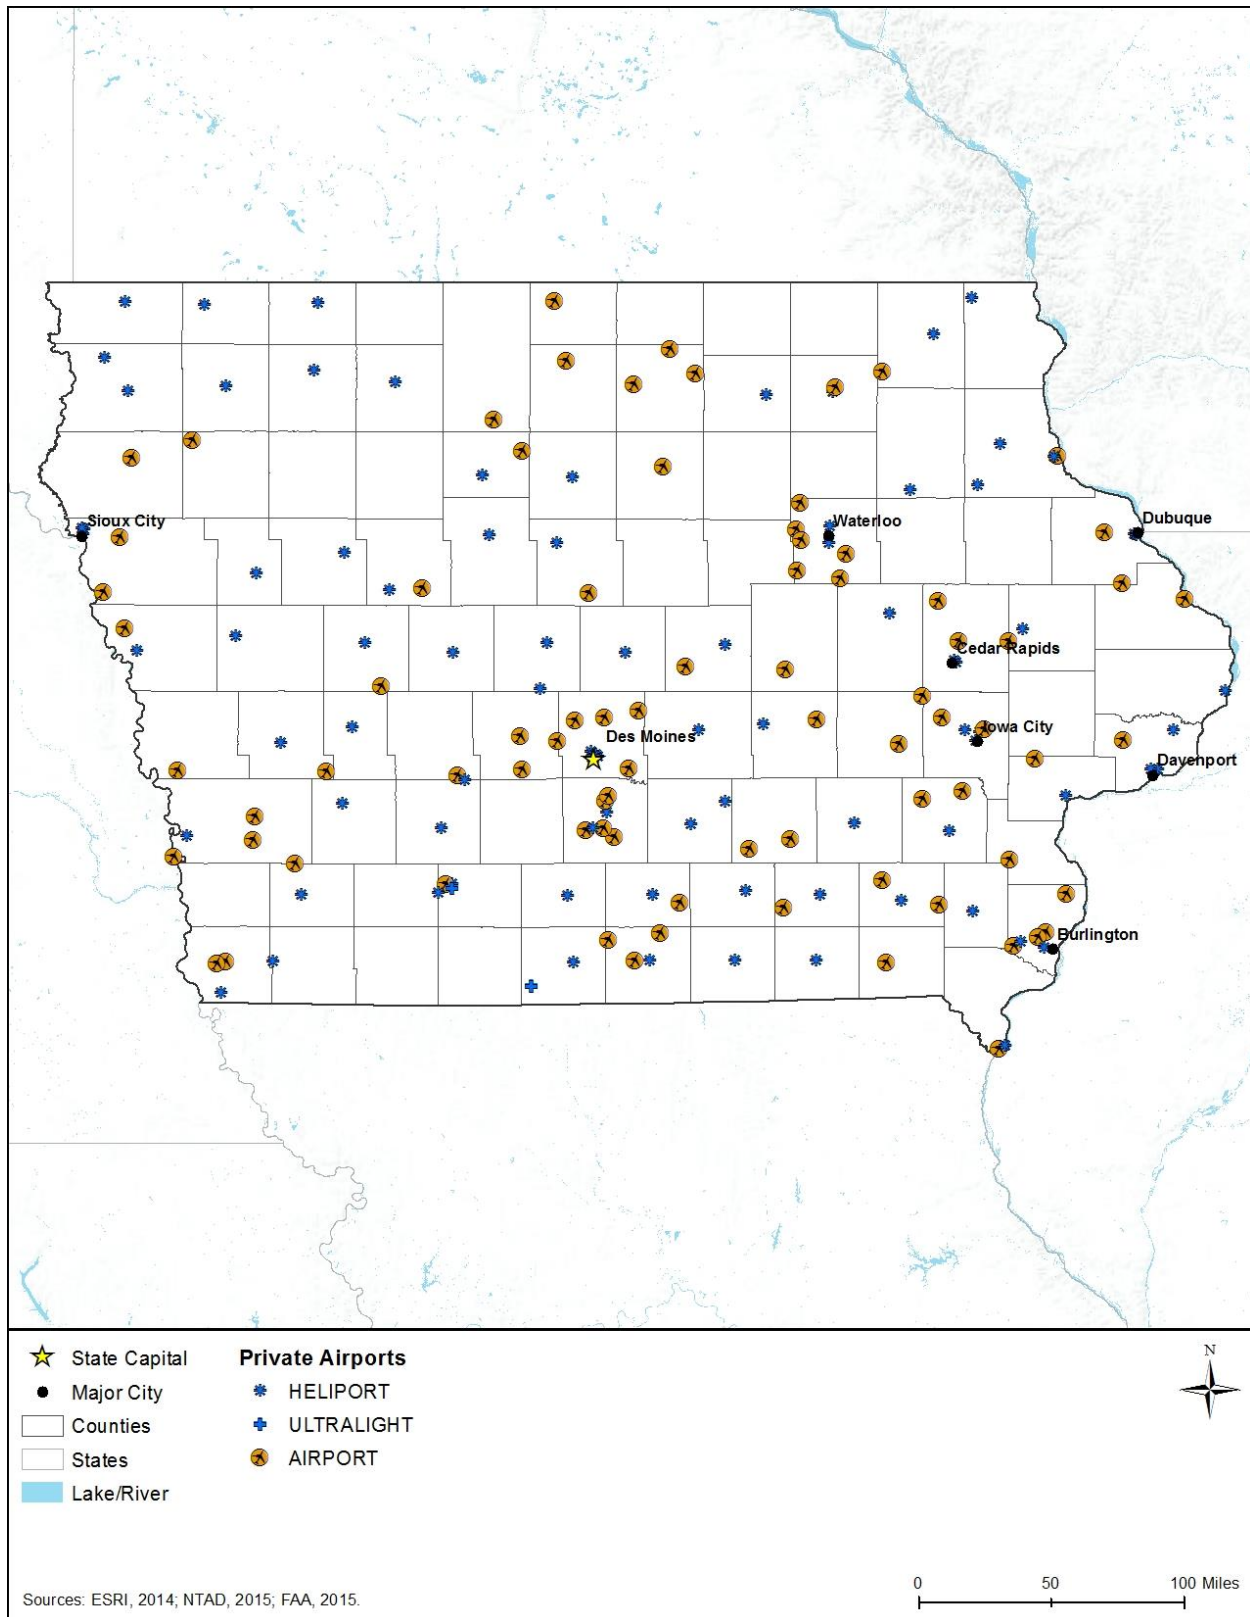 Sioux City
Waterloo
Dubuque
Cedar Rapids
Iowa City
Des Moines
Davenport
Burlington
State Capital
Major City
Counties
States
Lake/River
Private Airports
HELIPORT
ULTRALIGHT
AIRPORT
N
0 50 100 Miles
Sources: ESRI, 2014; NTAD, 2015; FAA, 2015.